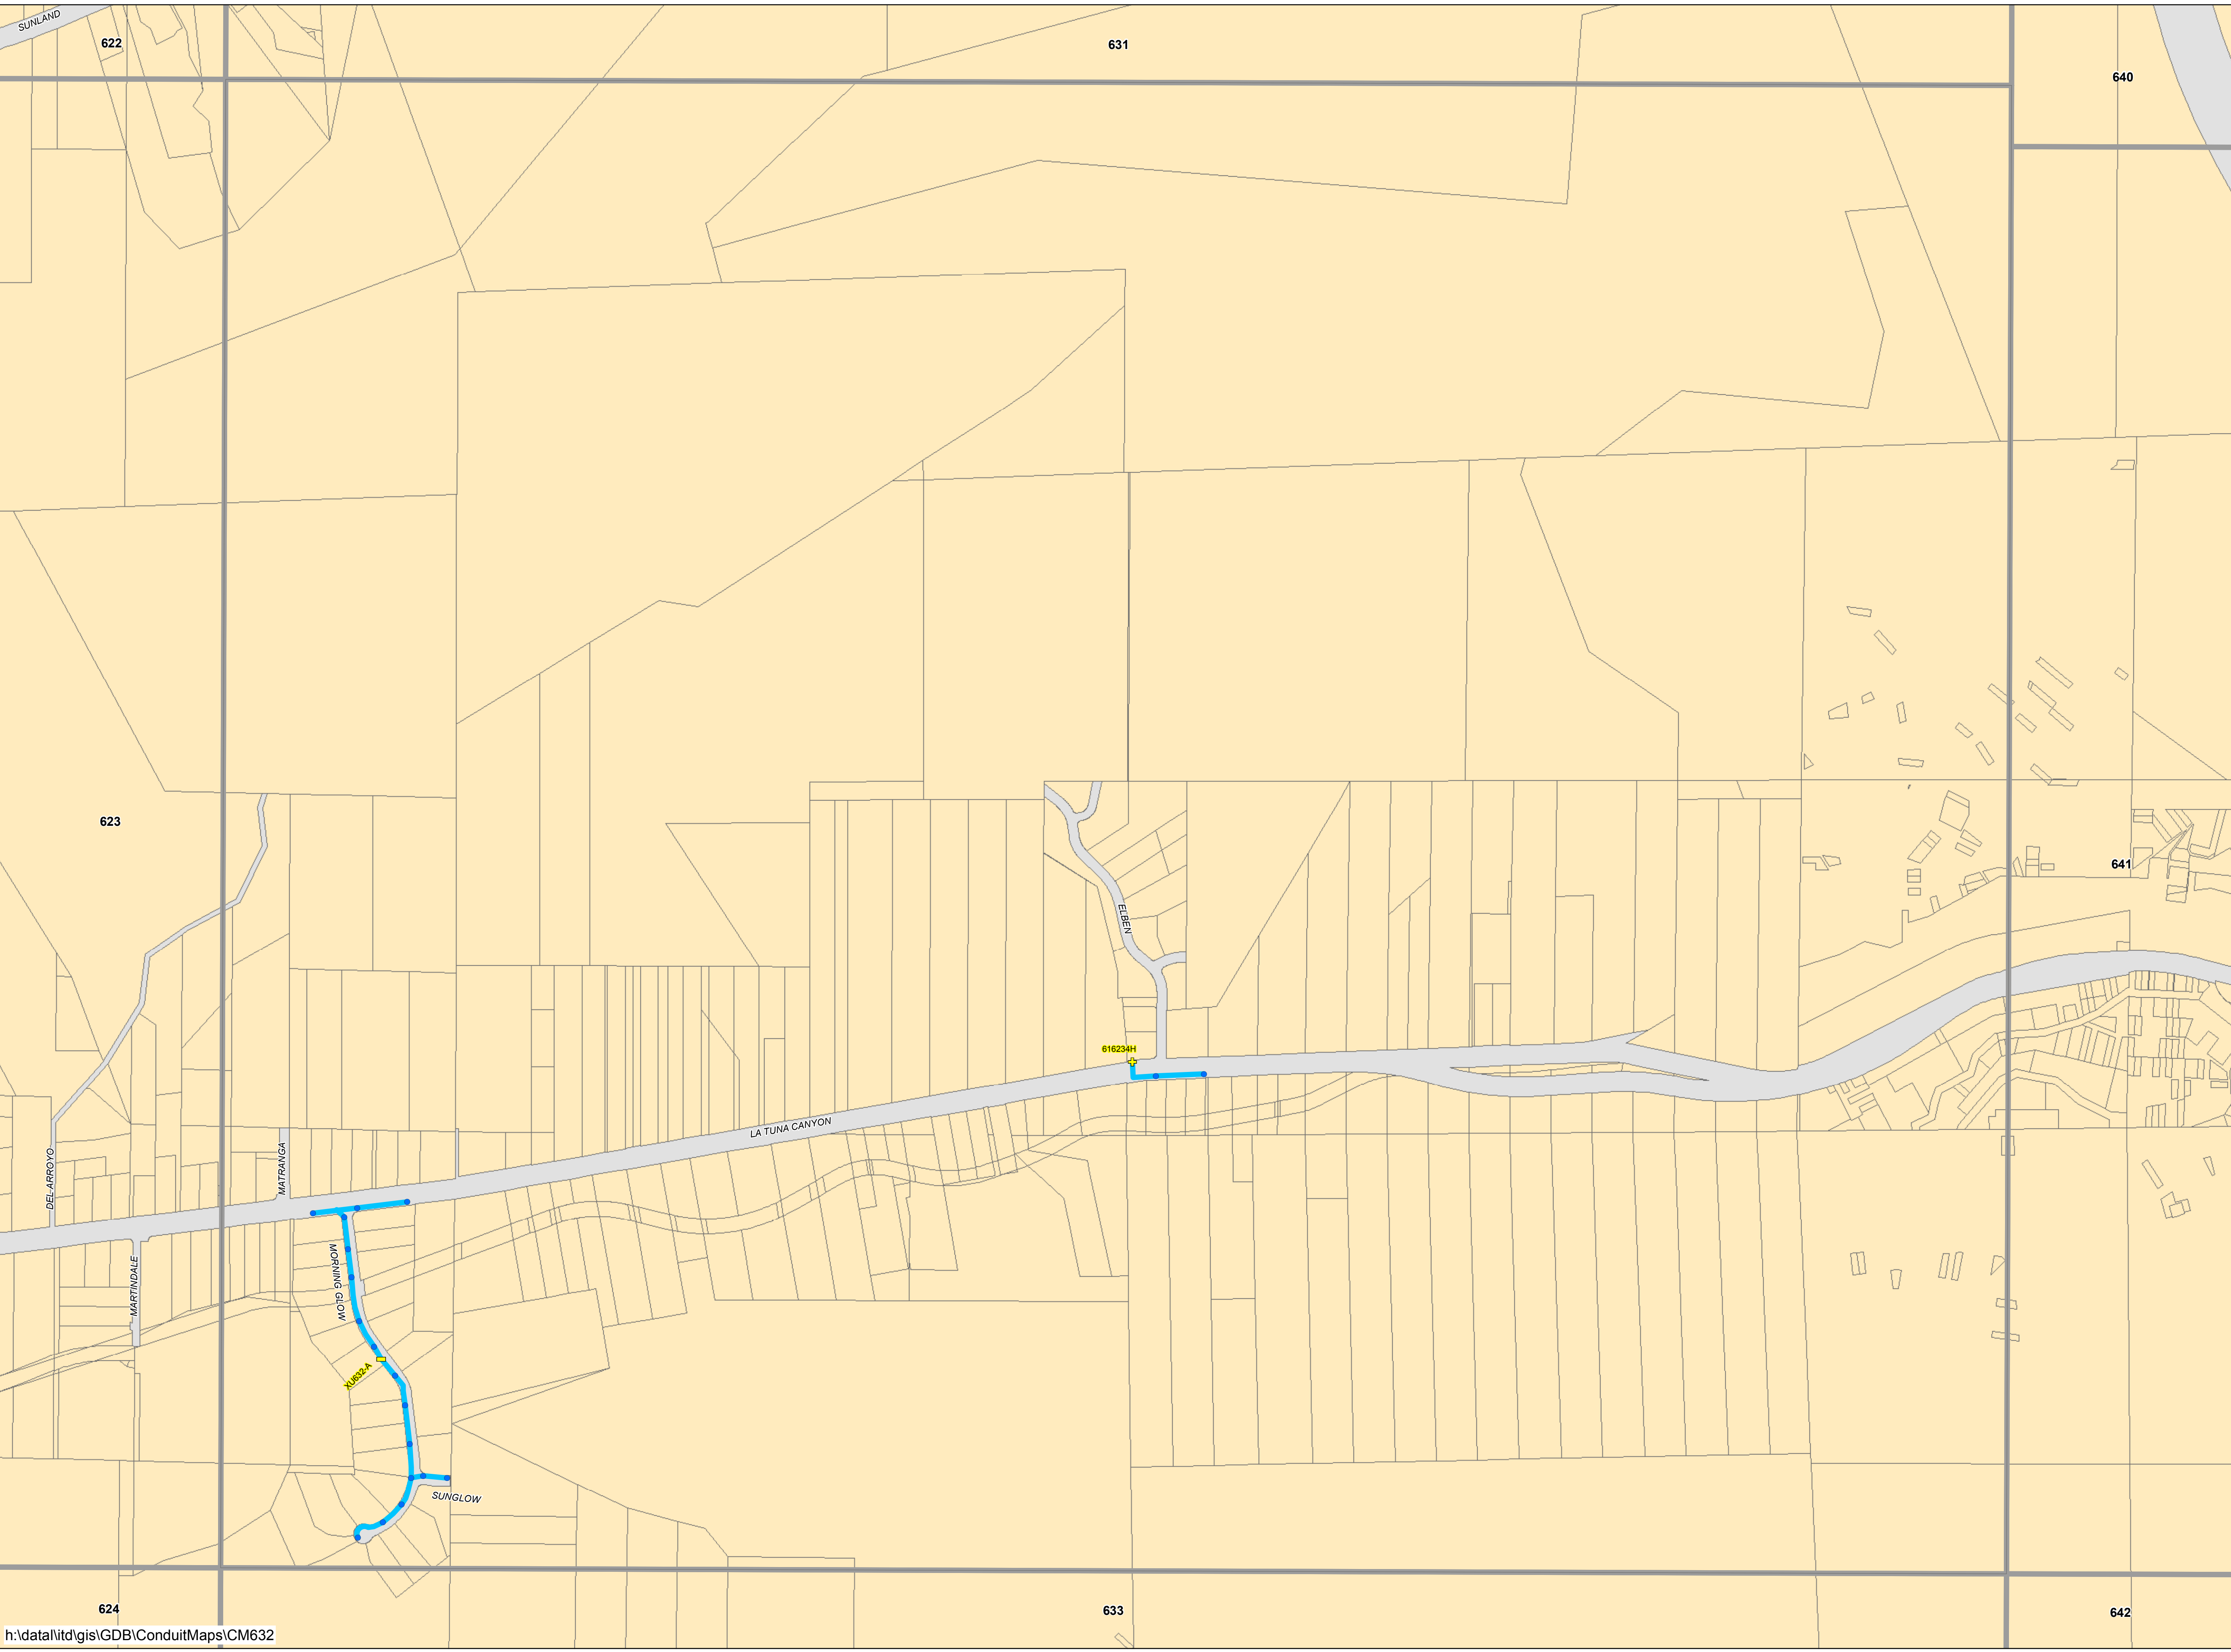 SUNLAND
622
631
640
623
641
ELBEN
616234H
LA TUNA CANYON
MATRANGA
DEL ARROYO
MORNING GLOW
MARTINDALE
XU632-A
SUNGLOW
624
633
642
h:\datal\itd\gis\GDB\ConduitMaps\CM632